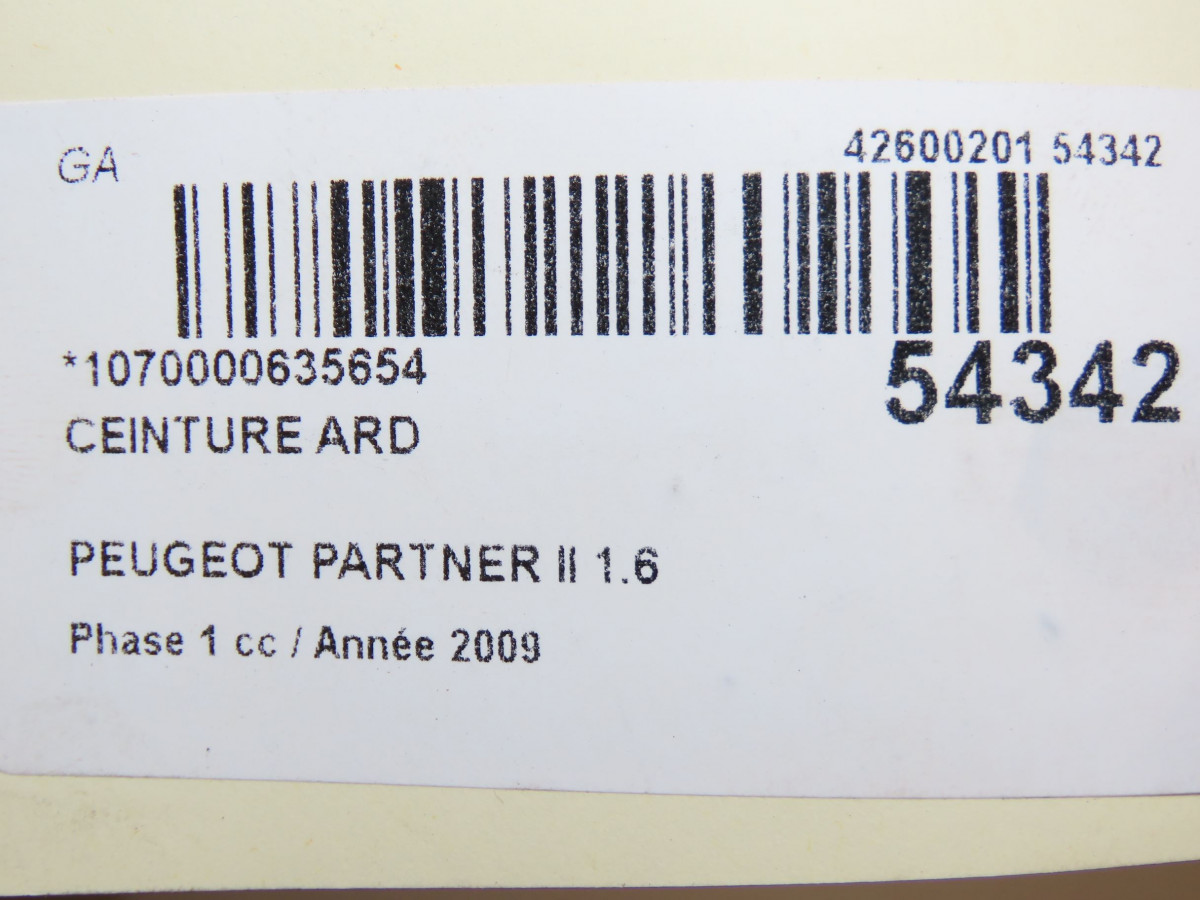 GA
42600201 54342
*1070000635654
54342
CEINTURE ARD
PEUGEOT PARTNER II 1.6
Phase 1 cc / Année 2009